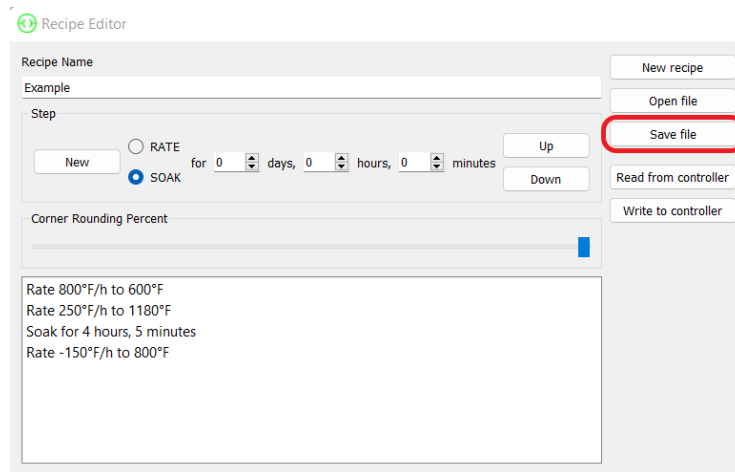 Recipe Editor
Recipe Name
Example
Step
New
RATE
SOAK
for 0 days, 0 hours, 0 minutes
Up
Down
Corner Rounding Percent
Rate 800°F/h to 600°F
Rate 250°F/h to 1180°F
Soak for 4 hours, 5 minutes
Rate -150°F/h to 800°F
New recipe
Open file
Save file
Read from controller
Write to controller